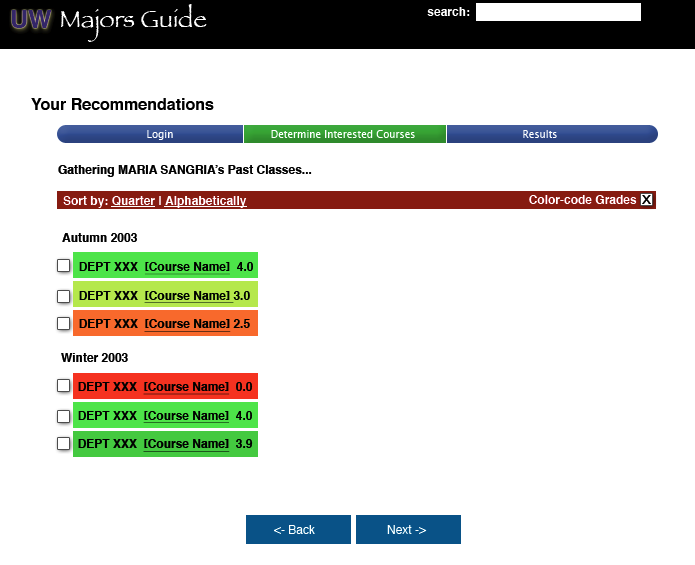 UW Majors Guide
search:
Your Recommendations
Login Determine Interested Courses Results
Gathering MARIA SANGRIA's Past Classes...
Sort by: Quarter | Alphabetically Color-code Grades X
Autumn 2003
DEPT XXX [Course Name] 4.0
DEPT XXX [Course Name] 3.0
DEPT XXX [Course Name] 2.5
Winter 2003
DEPT XXX [Course Name] 0.0
DEPT XXX [Course Name] 4.0
DEPT XXX [Course Name] 3.9
<- Back Next ->